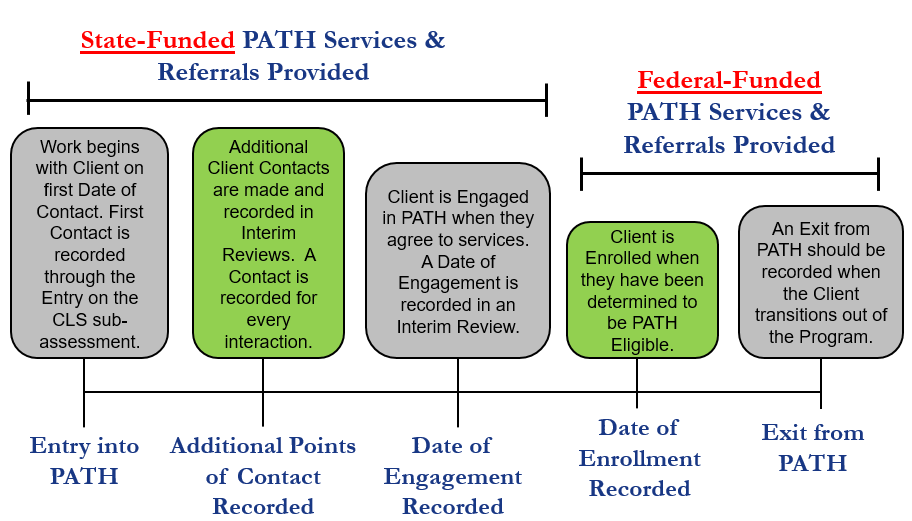 State-Funded PATH Services &
Referrals Provided
Federal-Funded
PATH Services &
Referrals Provided
Work begins
with Client on
first Date of
Contact. First
Contact is
recorded
through the
Entry on the
CLS sub-
assessment.
Additional
Client Contacts
are made and
recorded in
Interim
Reviews. A
Contact is
recorded for
every
interaction.
Client is Engaged
in PATH when they
agree to services.
A Date of
Engagement is
recorded in an
Interim Review.
Client is
Enrolled when
they have been
determined to
be PATH
Eligible.
An Exit from
PATH should be
recorded when
the Client
transitions out of
the Program.
Entry into
PATH
Additional Points
of Contact
Recorded
Date of
Engagement
Recorded
Date of
Enrollment
Recorded
Exit from
PATH